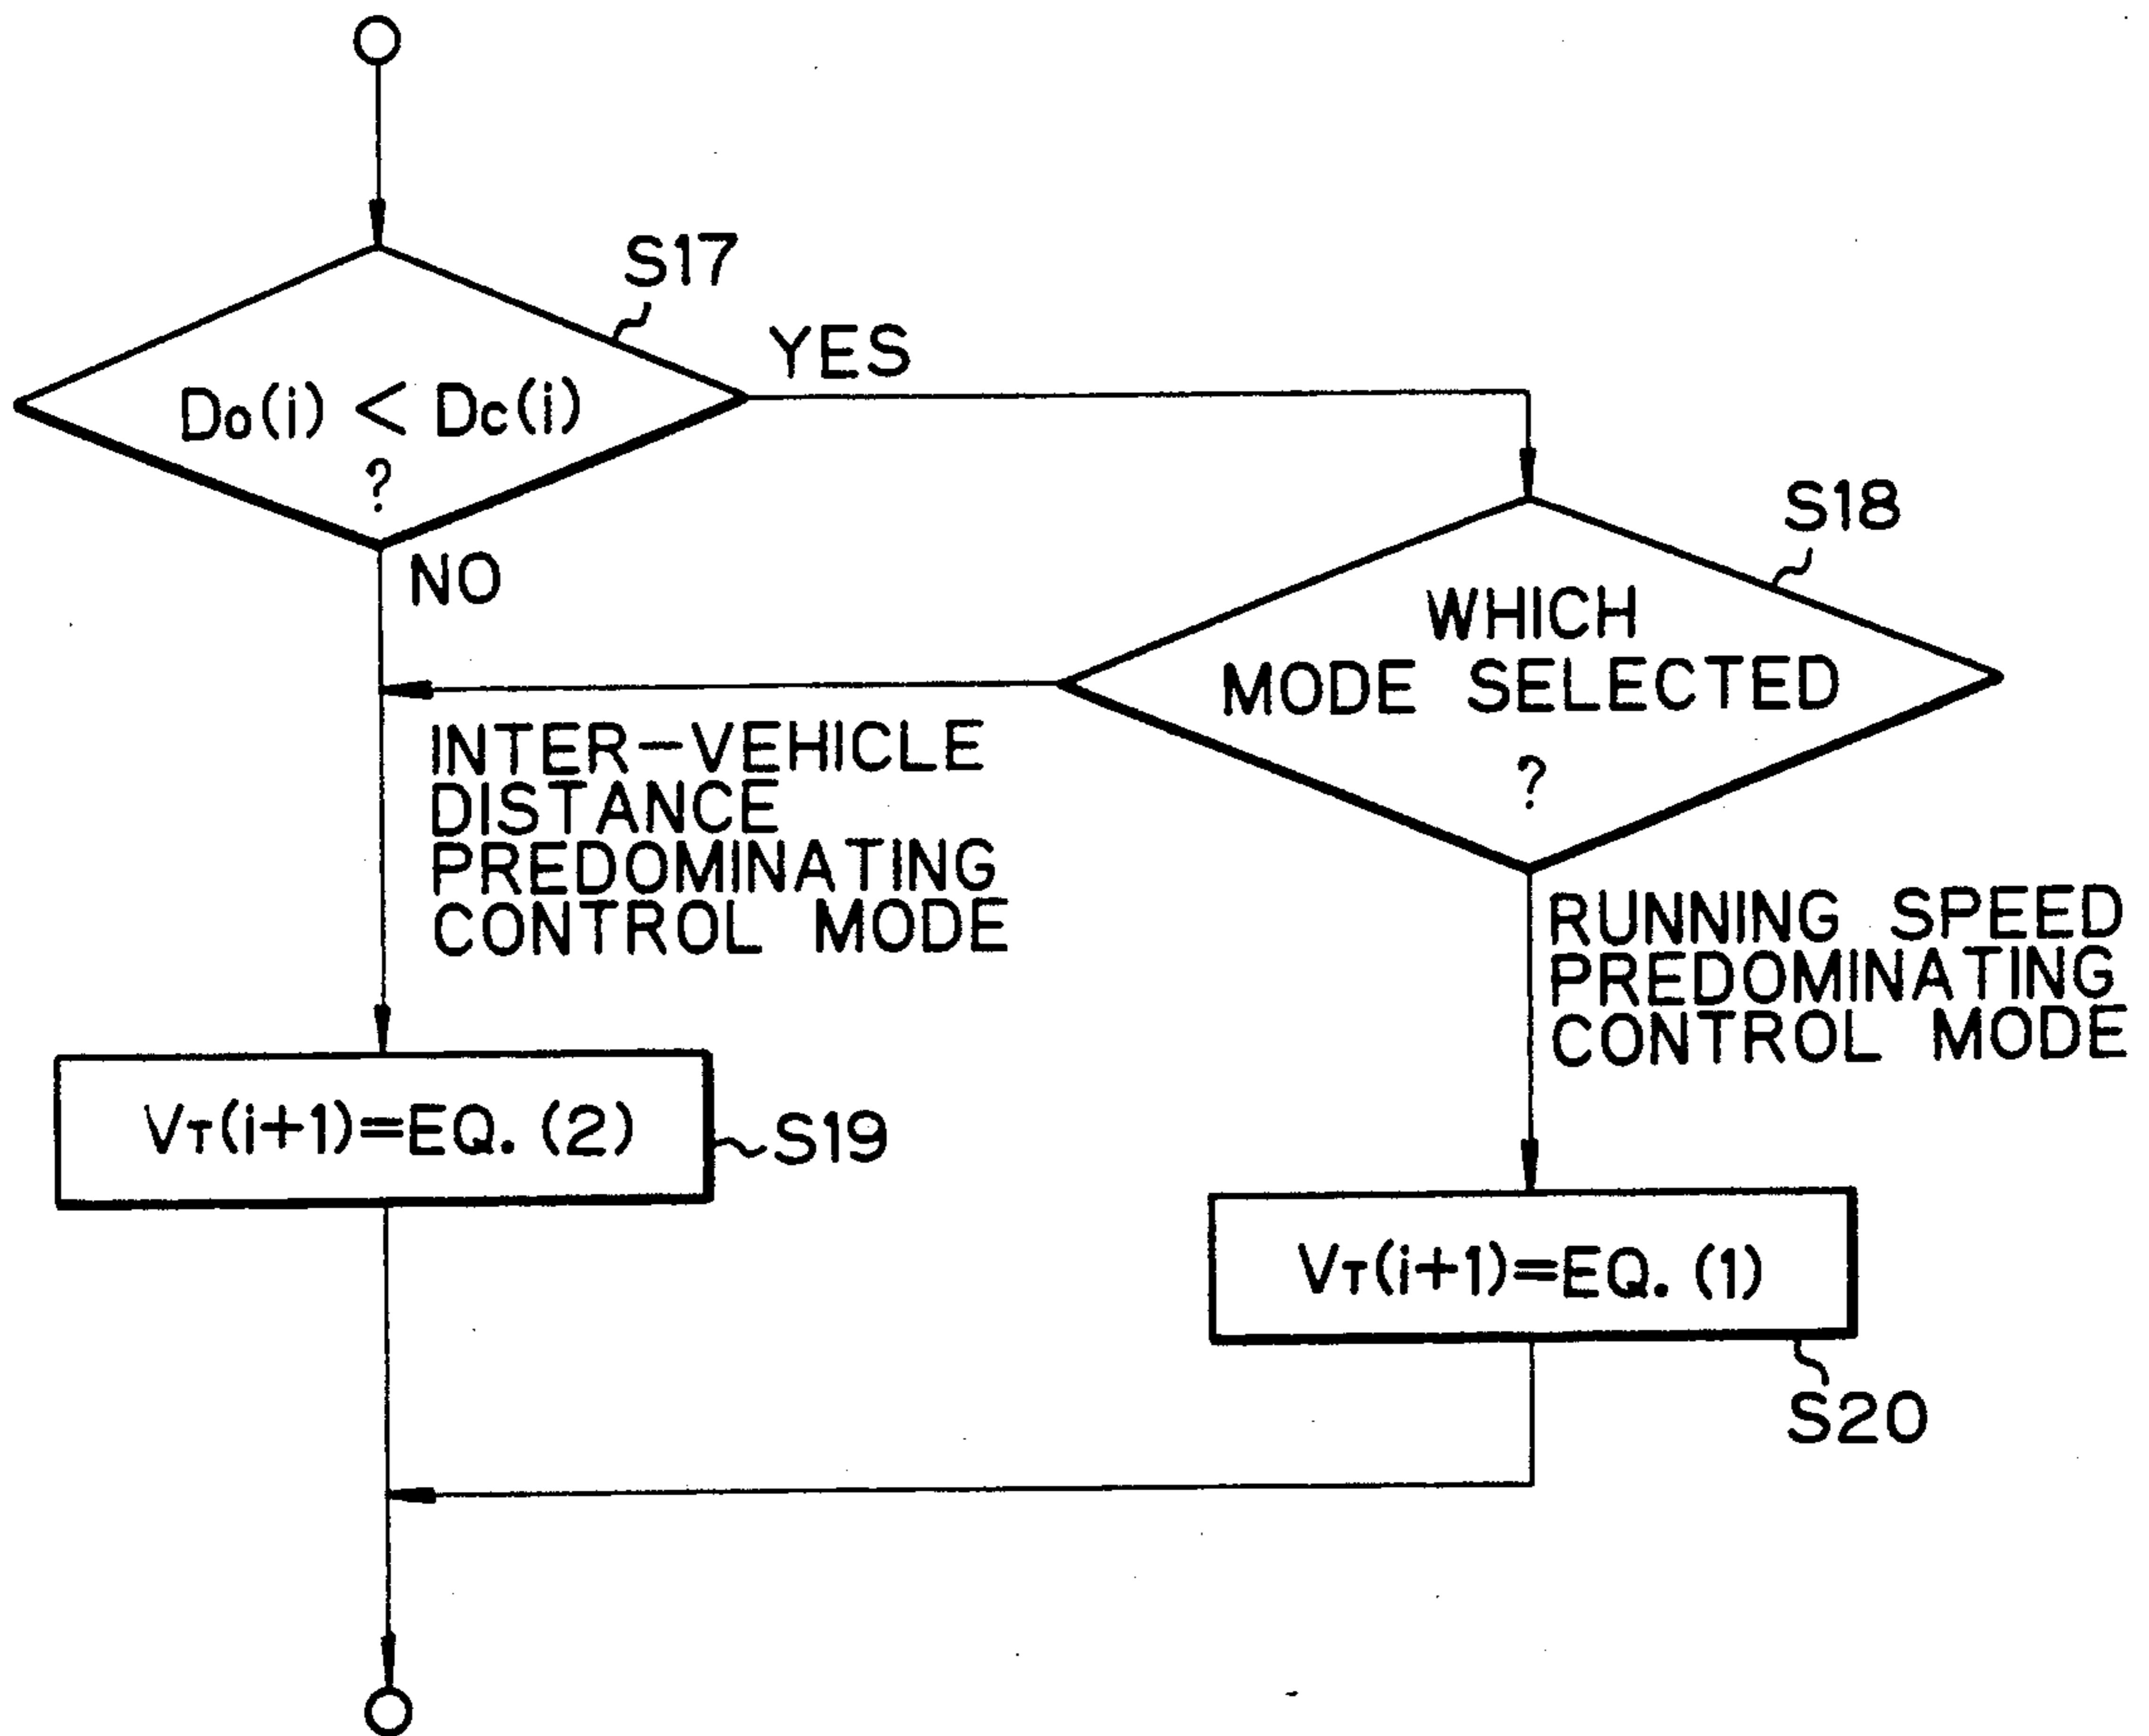 S17
YES
Do(i) < Dc(i)
?
NO
S18
WHICH
MODE SELECTED
?
INTER-VEHICLE
DISTANCE
PREDOMINATING
CONTROL MODE
RUNNING SPEED
PREDOMINATING
CONTROL MODE
VT(i+1)=EQ. (2)
S19
VT(i+1)=EQ. (1)
S20